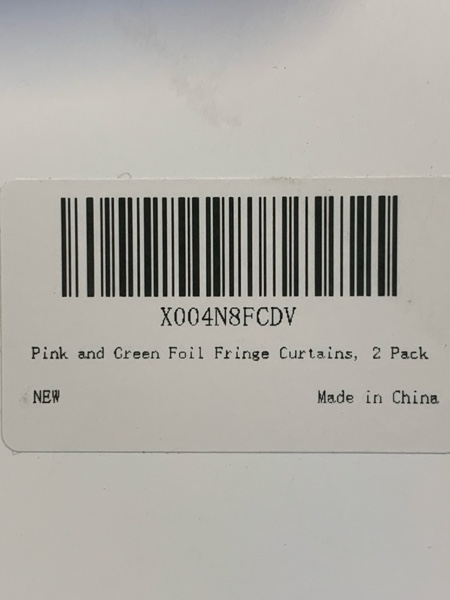 X004N8FCDV
Pink and Green Foil Fringe Curtains, 2 Pack
NEW
Made in China